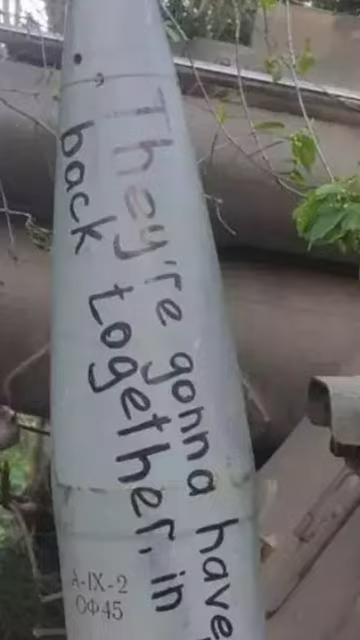 They're gonna have
back together, in
А-IX-2
ОФ45